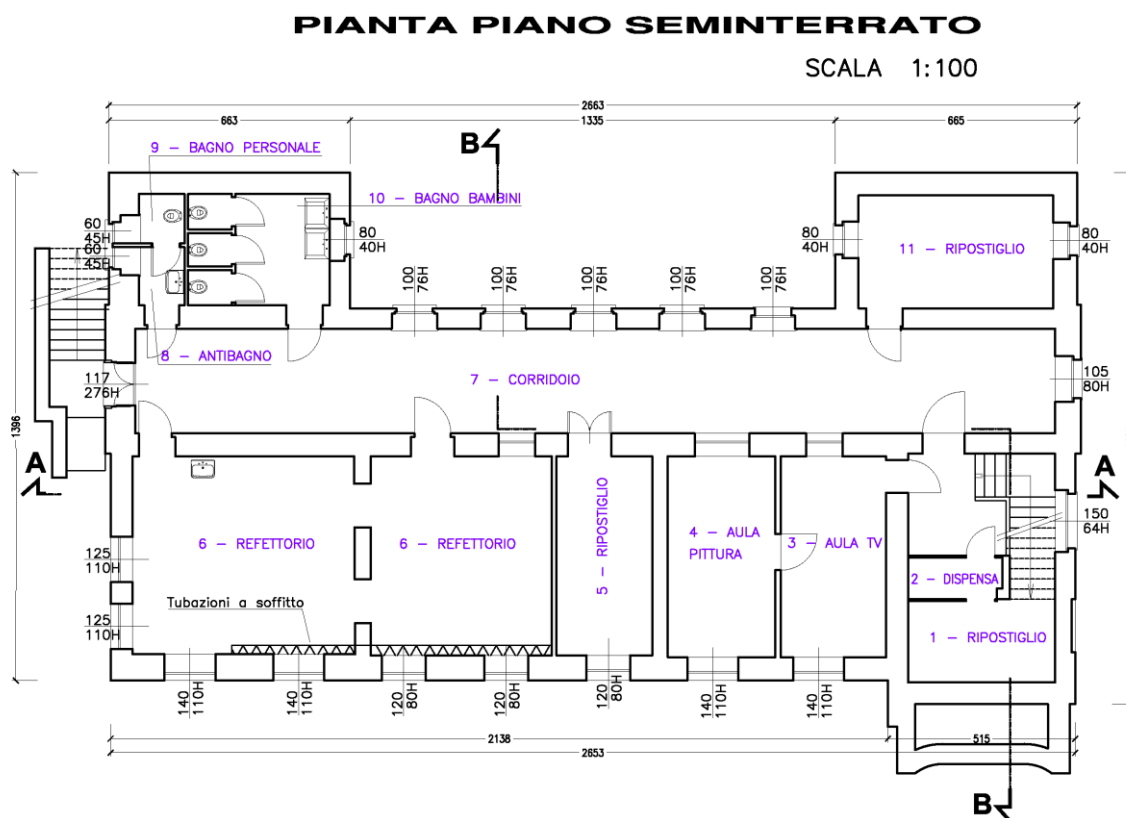 PIANTA PIANO SEMINTERRATO
SCALA 1:100
2663
663
1335
665
B
9 – BAGNO PERSONALE
10 – BAGNO BAMBINI
60
45H
60
45H
80
40H
80
40H
80
40H
11 – RIPOSTIGLIO
100
76H
100
76H
100
76H
100
76H
100
76H
8 – ANTIBAGNO
117
276H
7 – CORRIDOIO
105
80H
1396
A
A
150
64H
6 – REFETTORIO
6 – REFETTORIO
5 – RIPOSTIGLIO
4 – AULA
PITTURA
3 – AULA TV
125
110H
2 – DISPENSA
Tubazioni a soffitto
125
110H
1 – RIPOSTIGLIO
140
110H
140
110H
120
80H
120
80H
120
80H
140
110H
140
110H
2138
515
2653
B